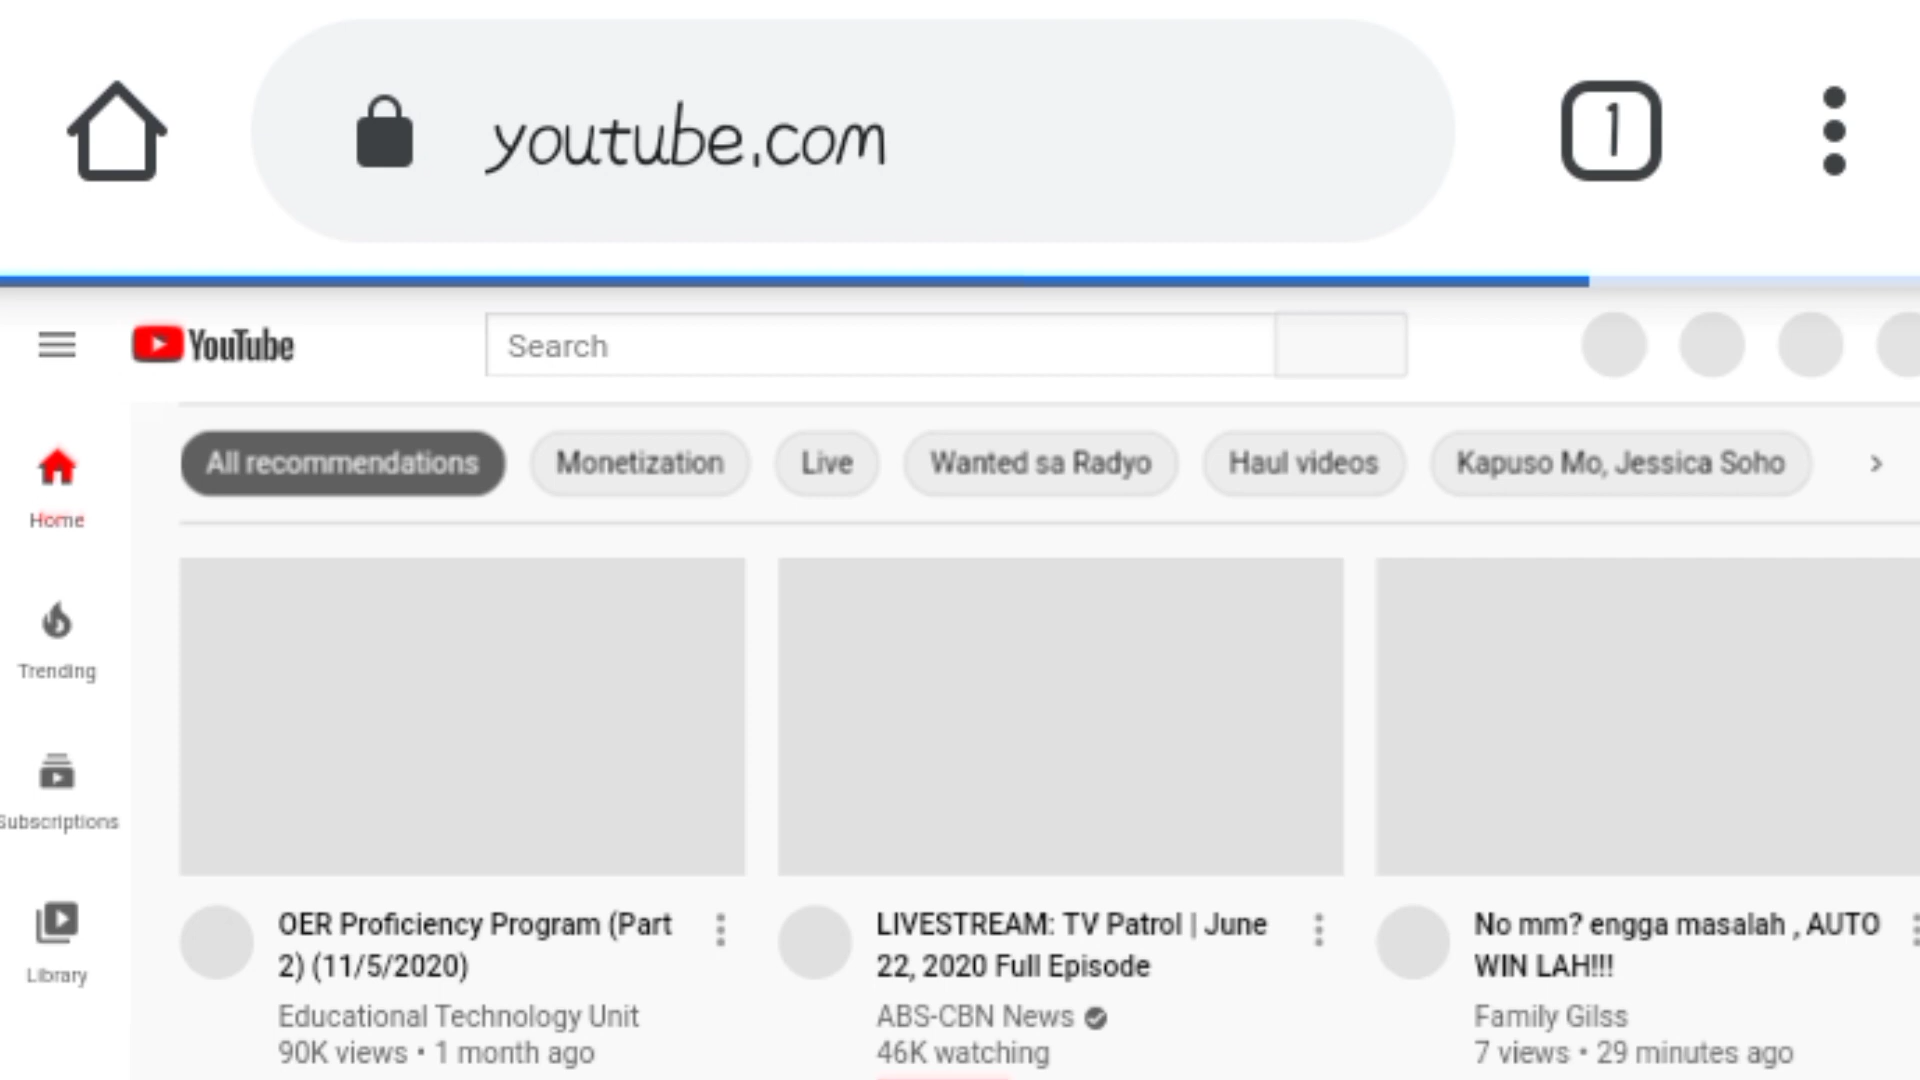 youtube.com
1
YouTube
Search
All recommendations
Monetization
Live
Wanted sa Radyo
Haul videos
Kapuso Mo, Jessica Soho
Home
Trending
Subscriptions
Library
OER Proficiency Program (Part
2) (11/5/2020)
Educational Technology Unit
90K views • 1 month ago
LIVESTREAM: TV Patrol | June
22, 2020 Full Episode
ABS-CBN News
46K watching
No mm? engga masalah , AUTO
WIN LAH!!!
Family Gilss
7 views • 29 minutes ago